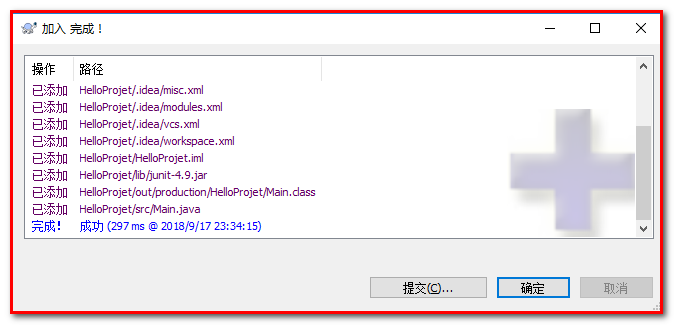 加入 完成！
操作 路径
已添加 HelloProjet/.idea/misc.xml
已添加 HelloProjet/.idea/modules.xml
已添加 HelloProjet/.idea/vcs.xml
已添加 HelloProjet/.idea/workspace.xml
已添加 HelloProjet/HelloProjet.iml
已添加 HelloProjet/lib/junit-4.9.jar
已添加 HelloProjet/out/production/HelloProjet/Main.class
已添加 HelloProjet/src/Main.java
完成！ 成功 (297 ms @ 2018/9/17 23:34:15)
提交(C)... 确定 取消